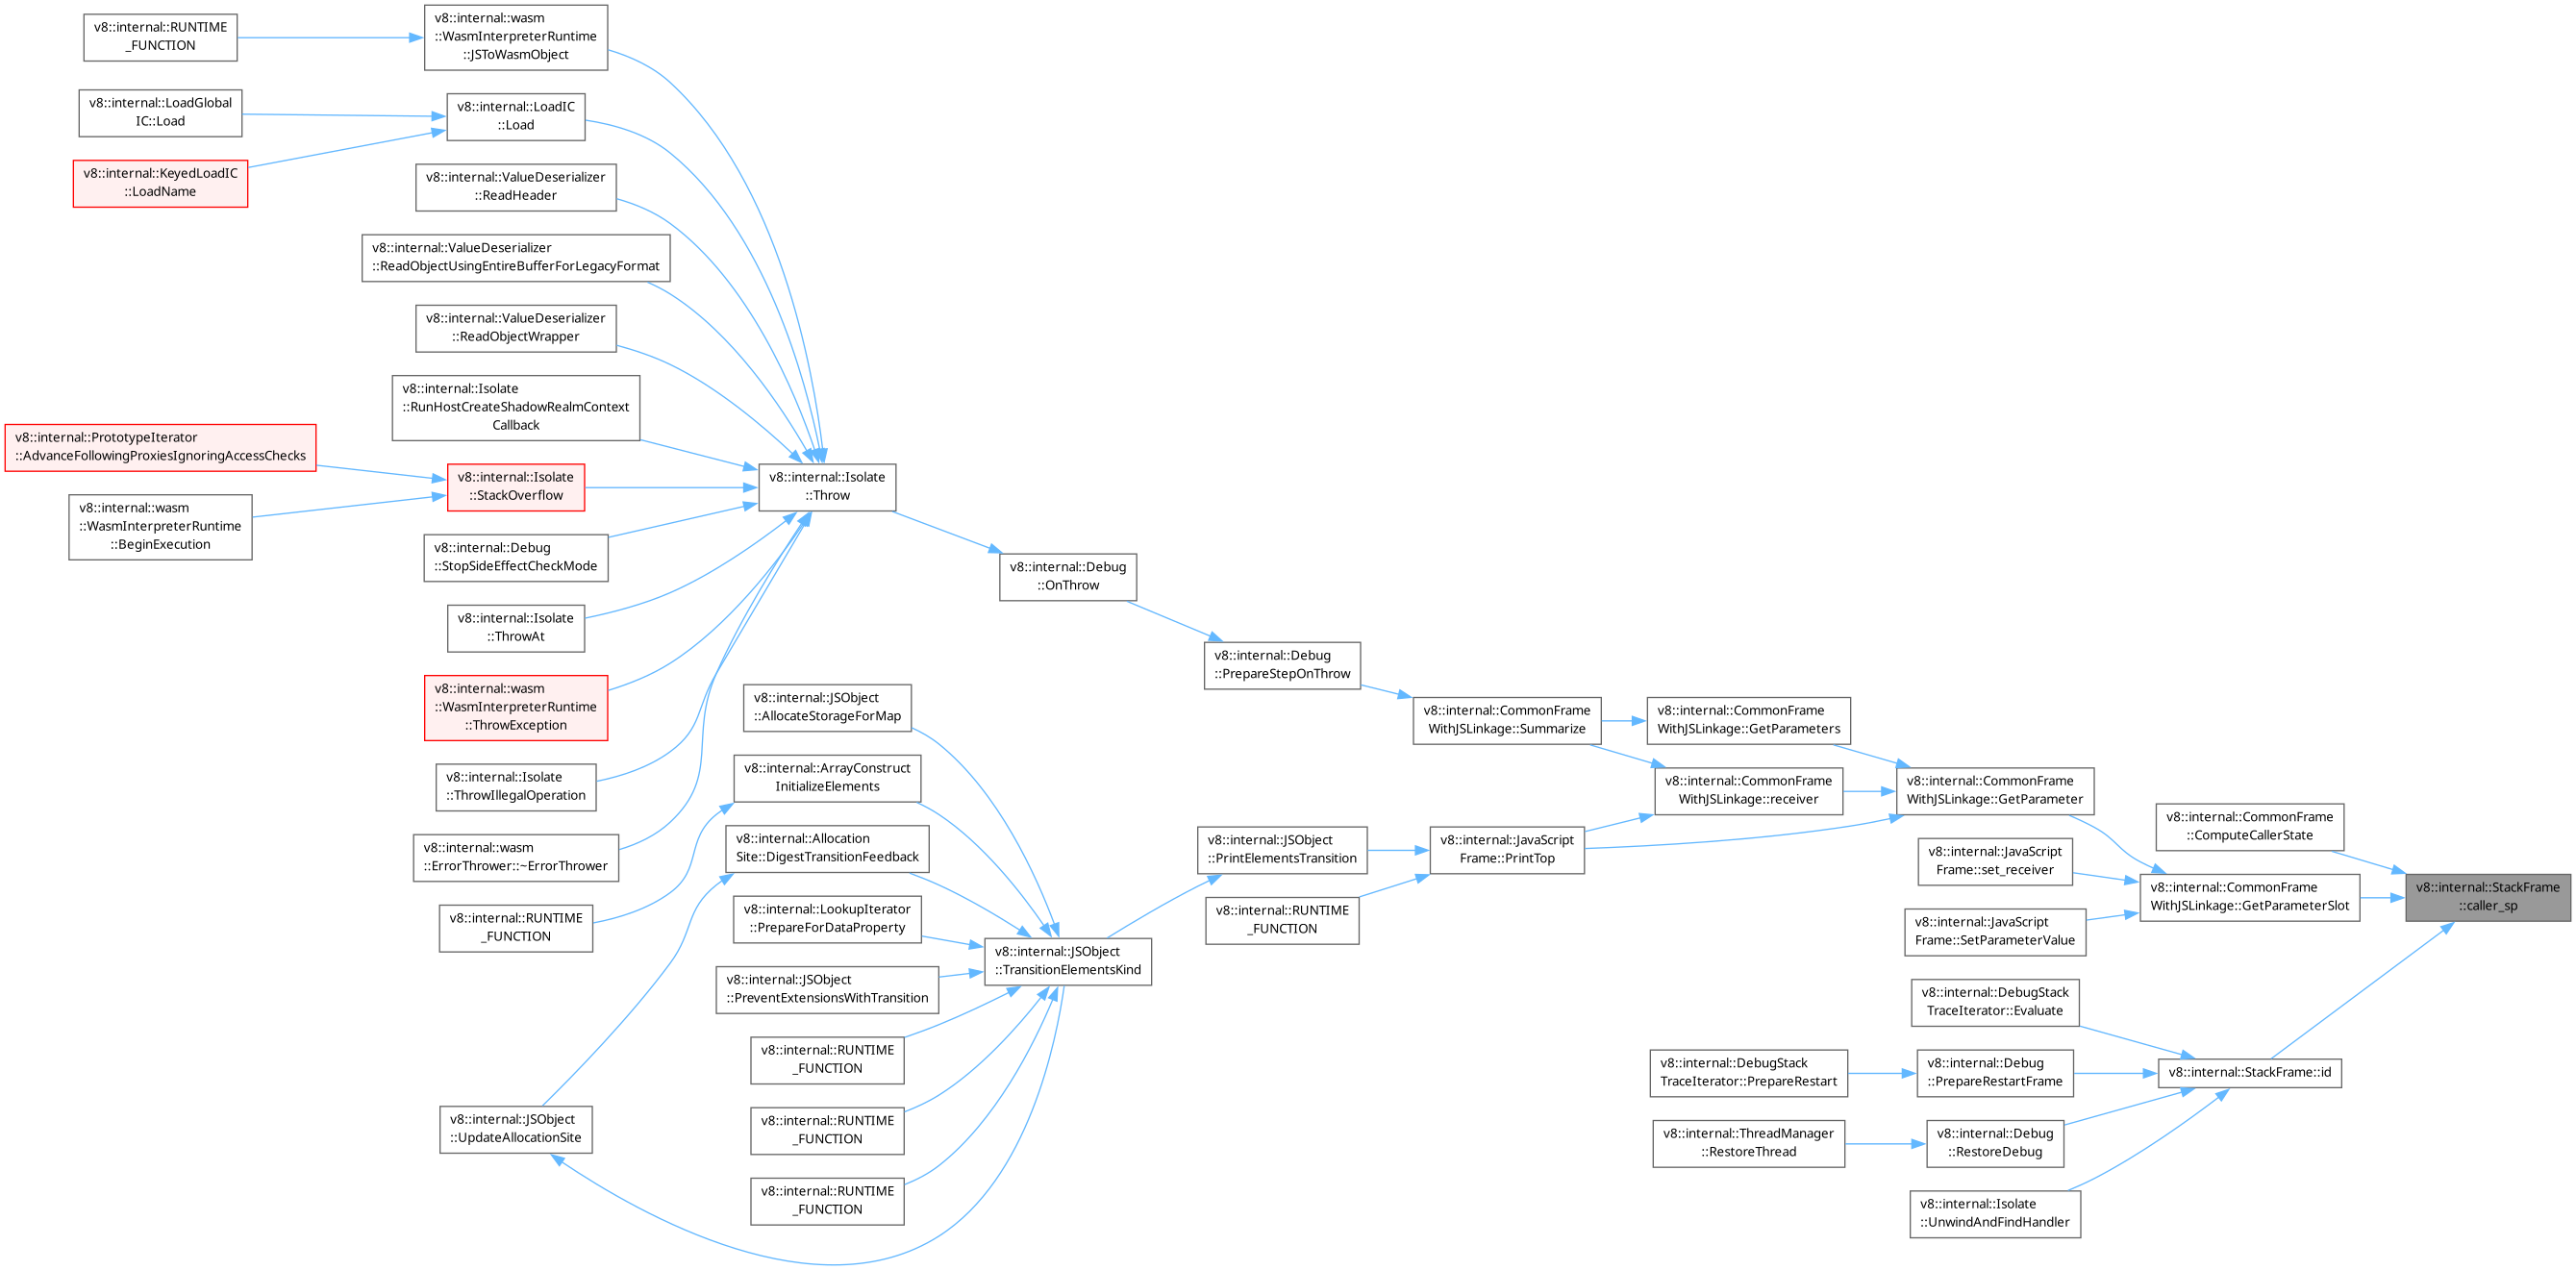 v8::internal::RUNTIME
_FUNCTION
v8::internal::wasm
::WasmInterpreterRuntime
::JSToWasmObject
v8::internal::LoadGlobal
IC::Load
v8::internal::LoadIC
::Load
v8::internal::KeyedLoadIC
::LoadName
v8::internal::ValueDeserializer
::ReadHeader
v8::internal::ValueDeserializer
::ReadObjectUsingEntireBufferForLegacyFormat
v8::internal::ValueDeserializer
::ReadObjectWrapper
v8::internal::Isolate
::RunHostCreateShadowRealmContext
Callback
v8::internal::PrototypeIterator
::AdvanceFollowingProxiesIgnoringAccessChecks
v8::internal::Isolate
::StackOverflow
v8::internal::Isolate
::Throw
v8::internal::wasm
::WasmInterpreterRuntime
::BeginExecution
v8::internal::Debug
::StopSideEffectCheckMode
v8::internal::Debug
::OnThrow
v8::internal::Isolate
::ThrowAt
v8::internal::Debug
::PrepareStepOnThrow
v8::internal::wasm
::WasmInterpreterRuntime
::ThrowException
v8::internal::JSObject
::AllocateStorageForMap
v8::internal::CommonFrame
WithJSLinkage::Summarize
v8::internal::CommonFrame
WithJSLinkage::GetParameters
v8::internal::Isolate
::ThrowIllegalOperation
v8::internal::ArrayConstruct
InitializeElements
v8::internal::CommonFrame
WithJSLinkage::receiver
v8::internal::CommonFrame
WithJSLinkage::GetParameter
v8::internal::wasm
::ErrorThrower::~ErrorThrower
v8::internal::Allocation
Site::DigestTransitionFeedback
v8::internal::JSObject
::PrintElementsTransition
v8::internal::JavaScript
Frame::PrintTop
v8::internal::CommonFrame
::ComputeCallerState
v8::internal::JavaScript
Frame::set_receiver
v8::internal::CommonFrame
WithJSLinkage::GetParameterSlot
v8::internal::StackFrame
::caller_sp
v8::internal::RUNTIME
_FUNCTION
v8::internal::LookupIterator
::PrepareForDataProperty
v8::internal::RUNTIME
_FUNCTION
v8::internal::JavaScript
Frame::SetParameterValue
v8::internal::JSObject
::TransitionElementsKind
v8::internal::JSObject
::PreventExtensionsWithTransition
v8::internal::DebugStack
TraceIterator::Evaluate
v8::internal::RUNTIME
_FUNCTION
v8::internal::DebugStack
TraceIterator::PrepareRestart
v8::internal::Debug
::PrepareRestartFrame
v8::internal::StackFrame::id
v8::internal::JSObject
::UpdateAllocationSite
v8::internal::RUNTIME
_FUNCTION
v8::internal::ThreadManager
::RestoreThread
v8::internal::Debug
::RestoreDebug
v8::internal::RUNTIME
_FUNCTION
v8::internal::Isolate
::UnwindAndFindHandler